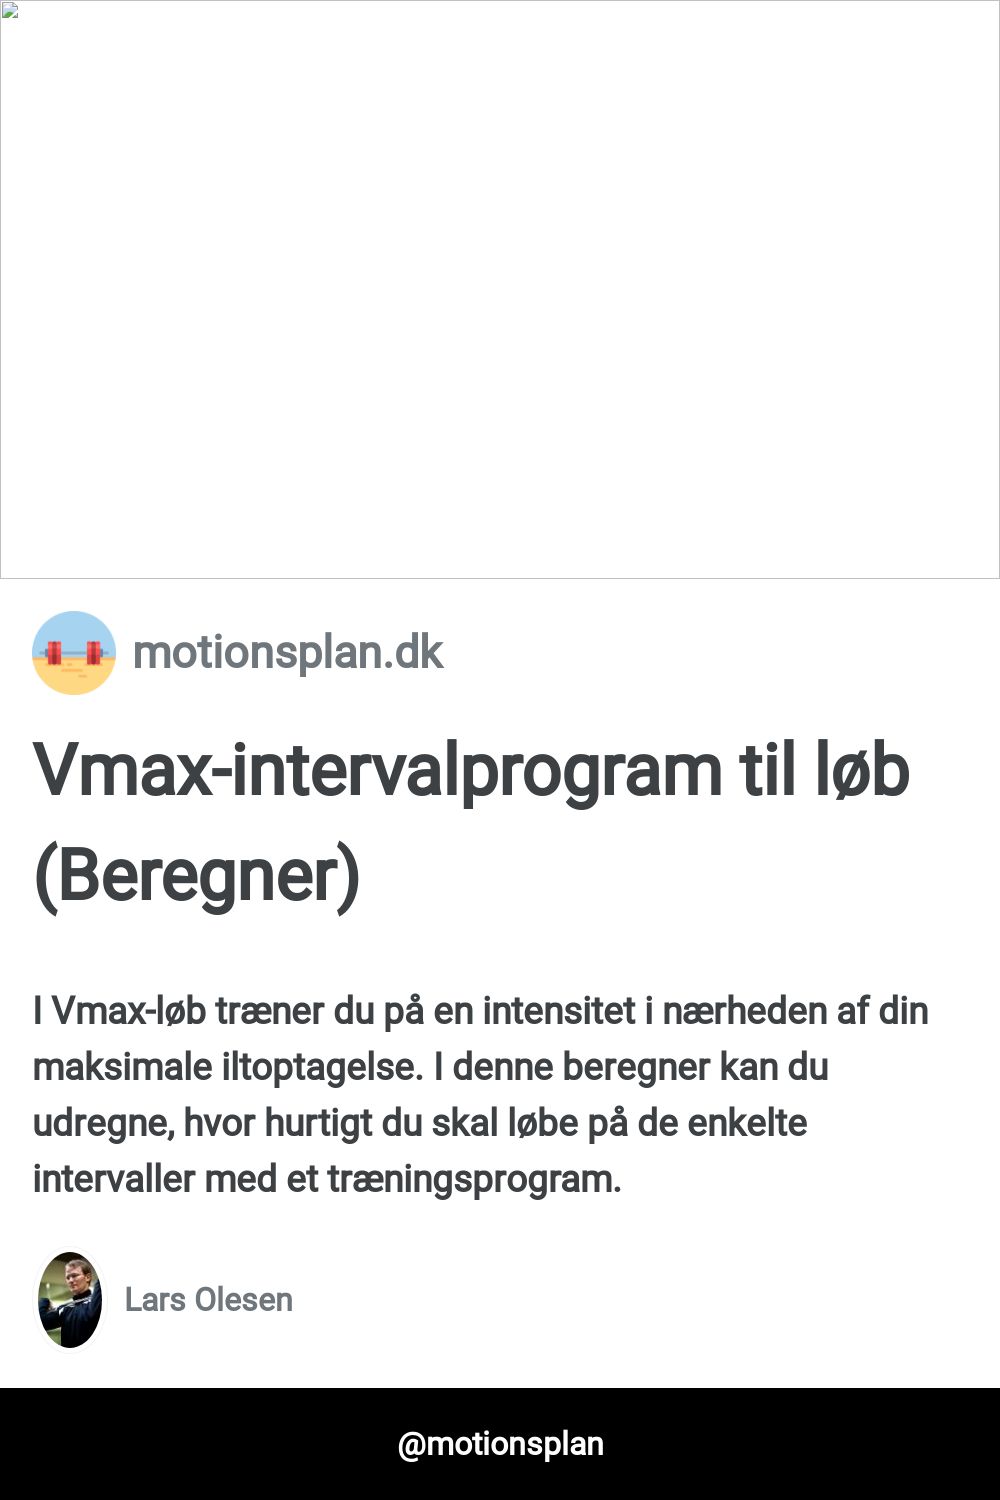 motionsplan.dk
Vmax-intervalprogram til løb
(Beregner)
I Vmax-løb træner du på en intensitet i nærheden af din
maksimale iltoptagelse. I denne beregner kan du
udregne, hvor hurtigt du skal løbe på de enkelte
intervaller med et træningsprogram.
Lars Olesen
@motionsplan